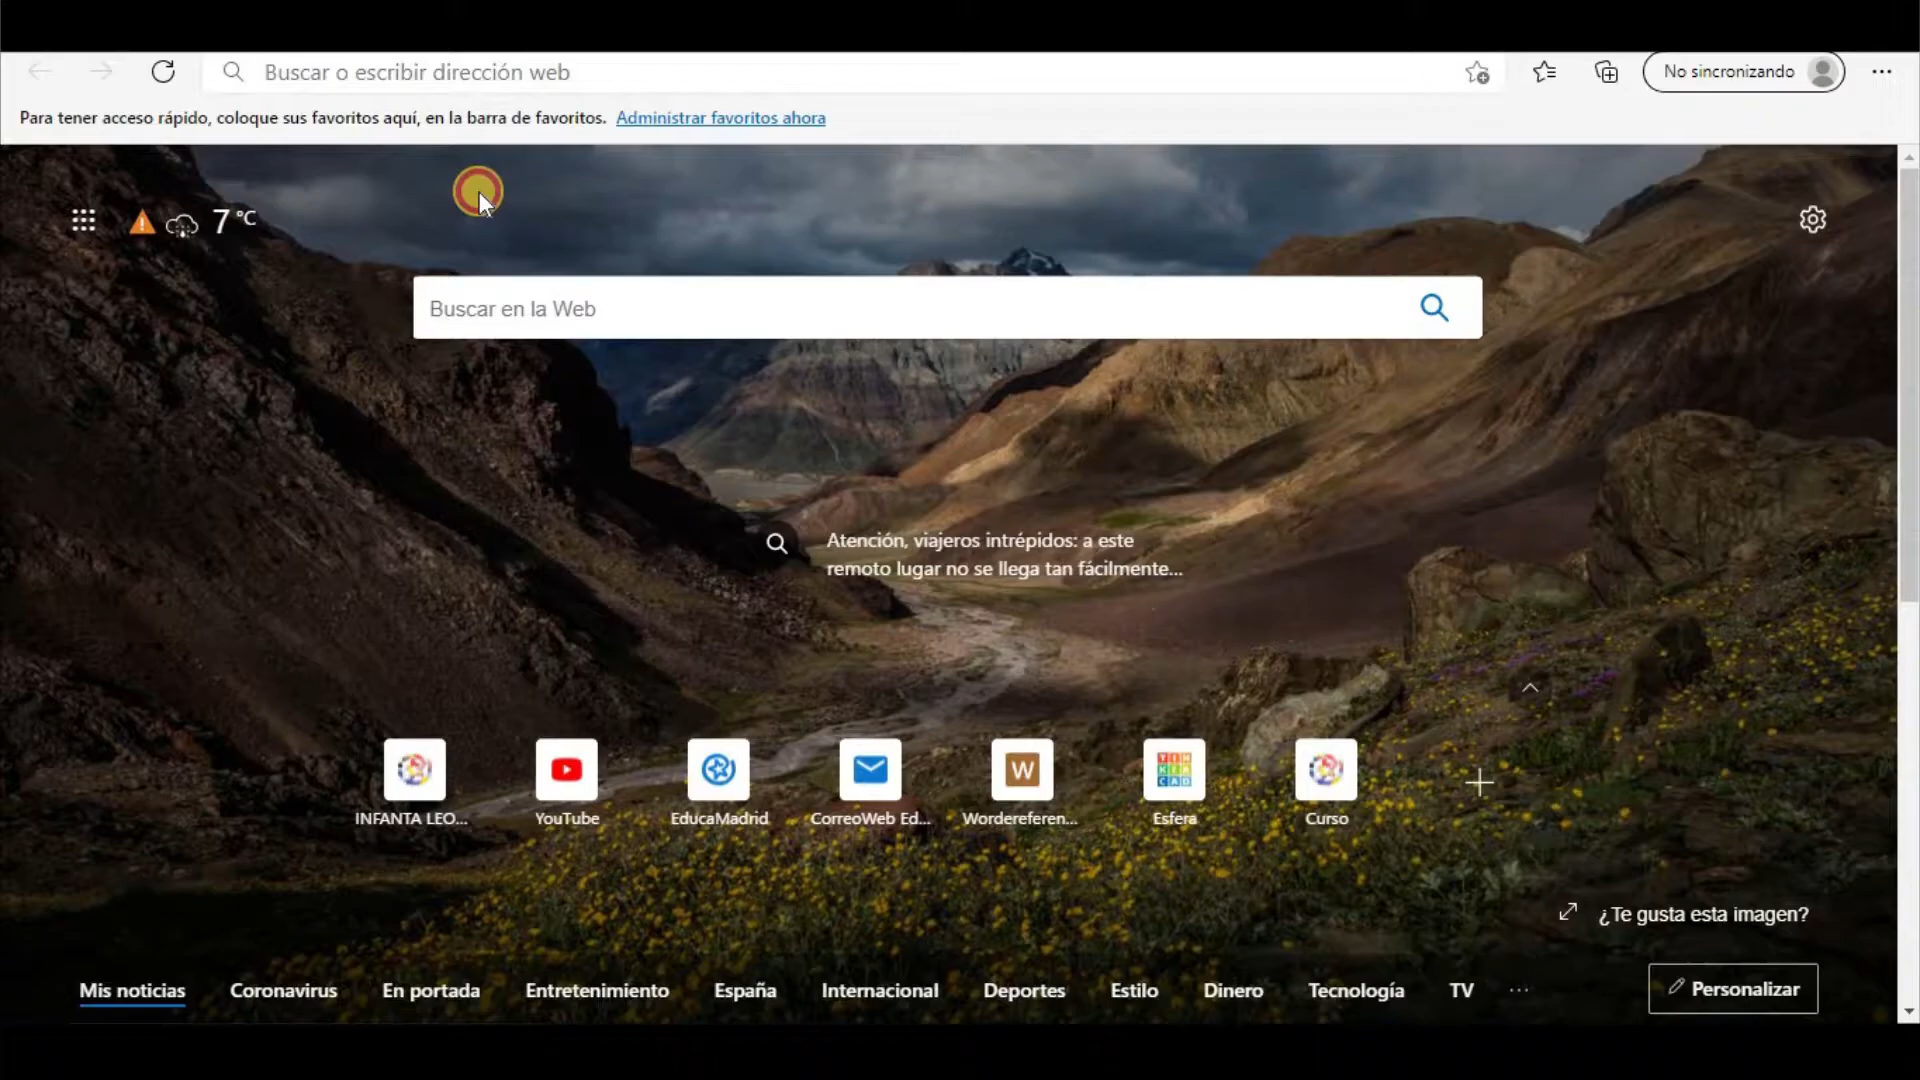 Buscar o escribir dirección web
No sincronizando
Para tener acceso rápido, coloque sus favoritos aquí, en la barra de favoritos. Administrar favoritos ahora
7 °C
Buscar en la Web
Atención, viajeros intrépidos: a este
remoto lugar no se llega tan fácilmente...
INFANTA LEO...
YouTube
EducaMadrid
CorreoWeb Ed...
W
Wordereferen...
TIN
KER
CAD
Esfera
Curso
¿Te gusta esta imagen?
Mis noticias
Coronavirus
En portada
Entretenimiento
España
Internacional
Deportes
Estilo
Dinero
Tecnología
TV
...
Personalizar